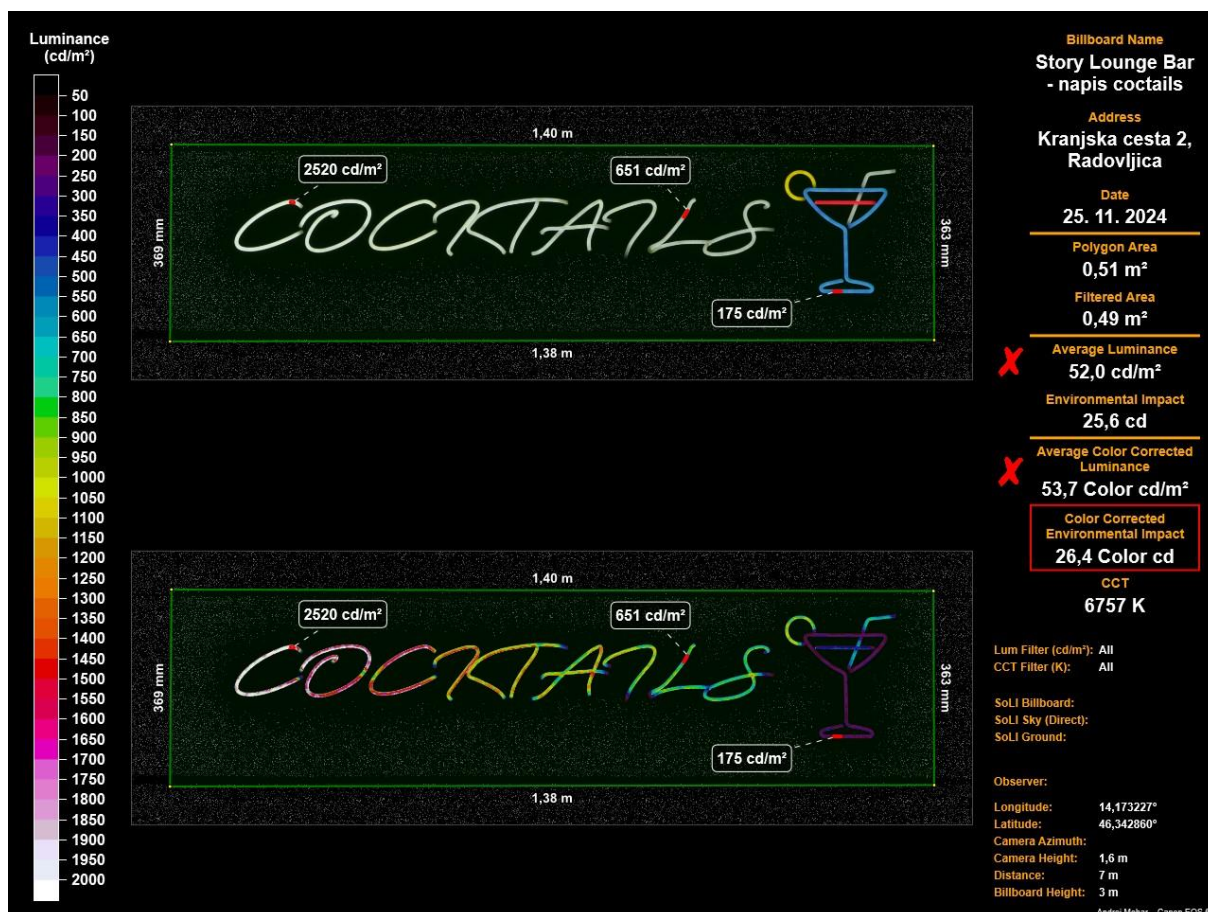 Luminance
(cd/m²)
50
100
150
200
250
300
350
400
450
500
550
600
650
700
750
800
850
900
950
1000
1050
1100
1150
1200
1250
1300
1350
1400
1450
1500
1550
1600
1650
1700
1750
1800
1850
1900
1950
2000
1,40 m
2520 cd/m²
651 cd/m²
COCKTAILS
369 mm
363 mm
175 cd/m²
1,38 m
1,40 m
2520 cd/m²
651 cd/m²
COCKTAILS
369 mm
363 mm
175 cd/m²
1,38 m
Billboard Name
Story Lounge Bar
- napis coctails
Address
Kranjska cesta 2,
Radovljica
Date
25. 11. 2024
Polygon Area
0,51 m²
Filtered Area
0,49 m²
Average Luminance
52,0 cd/m²
Environmental Impact
25,6 cd
Average Color Corrected
Luminance
53,7 Color cd/m²
Color Corrected
Environmental Impact
26,4 Color cd
CCT
6757 K
Lum Filter (cd/m²): All
CCT Filter (K): All
SoLI Billboard:
SoLI Sky (Direct):
SoLI Ground:
Observer:
Longitude: 14,173227°
Latitude: 46,342860°
Camera Azimuth:
Camera Height: 1,6 m
Distance: 7 m
Billboard Height: 3 m